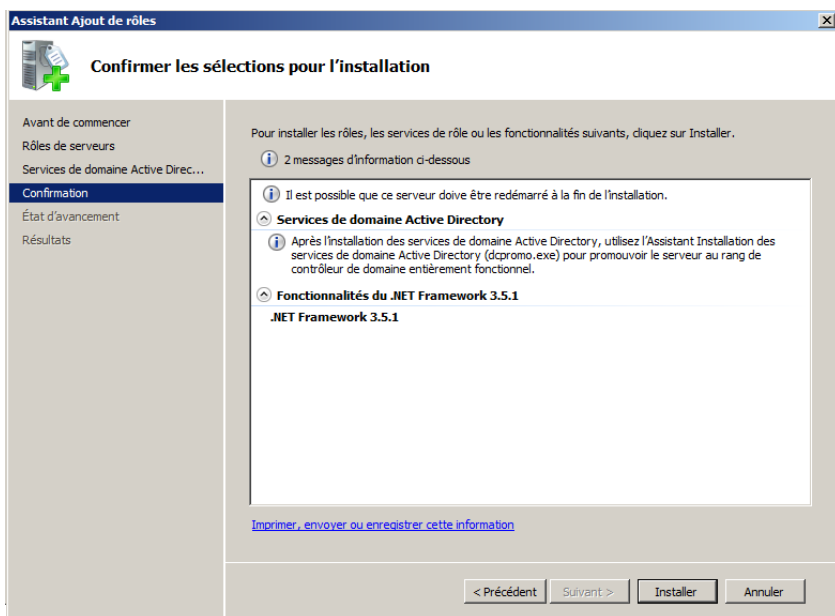 Assistant Ajout de rôles
Confirmer les sélections pour l'installation
Avant de commencer
Rôles de serveurs
Services de domaine Active Direc...
Confirmation
État d'avancement
Résultats
Pour installer les rôles, les services de rôle ou les fonctionnalités suivants, cliquez sur Installer.
2 messages d'information ci-dessous
Il est possible que ce serveur doive être redémarré à la fin de l'installation.
Services de domaine Active Directory
Après l'installation des services de domaine Active Directory, utilisez l'Assistant Installation des
services de domaine Active Directory (dcpromo.exe) pour promouvoir le serveur au rang de
contrôleur de domaine entièrement fonctionnel.
Fonctionnalités du .NET Framework 3.5.1
.NET Framework 3.5.1
Imprimer, envoyer ou enregistrer cette information
< Précédent Suivant > Installer Annuler